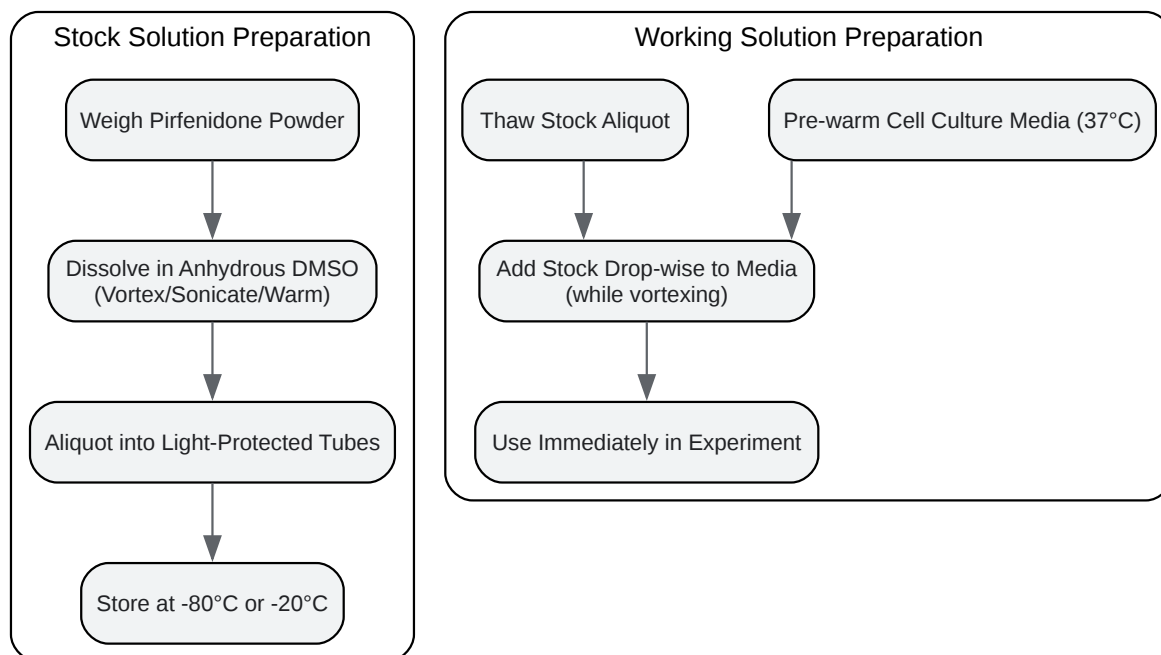 Stock Solution Preparation
Weigh Pirfenidone Powder
Dissolve in Anhydrous DMSO
(Vortex/Sonicate/Warm)
Aliquot into Light-Protected Tubes
Store at -80°C or -20°C
Working Solution Preparation
Thaw Stock Aliquot
Pre-warm Cell Culture Media (37°C)
Add Stock Drop-wise to Media
(while vortexing)
Use Immediately in Experiment